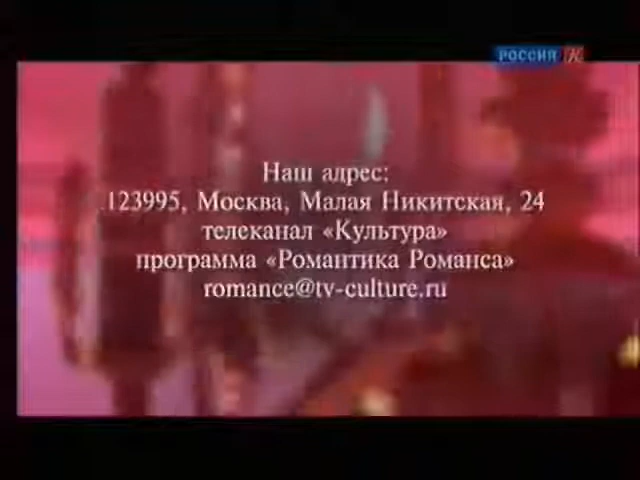 РОССИЯ К
Наш адрес:
123995, Москва, Малая Никитская, 24
телеканал «Культура»
программа «Романтика Романса»
romance@tv-culture.ru